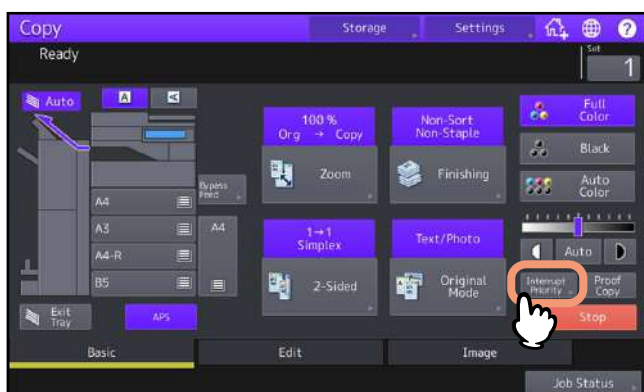 Copy
Storage
Settings
?
Ready
Set
1
Auto
A
A
100 %
Org → Copy
Non-Sort
Non-Staple
Full
Color
Zoom
Finishing
Black
Bypass
Feed
Auto
Color
A4
A3
A4
1→1
Simplex
Text/Photo
A4-R
Auto
B5
2-Sided
Original
Mode
Interrupt
Priority
Proof
Copy
Exit
Tray
APS
Stop
Basic
Edit
Image
Job Status